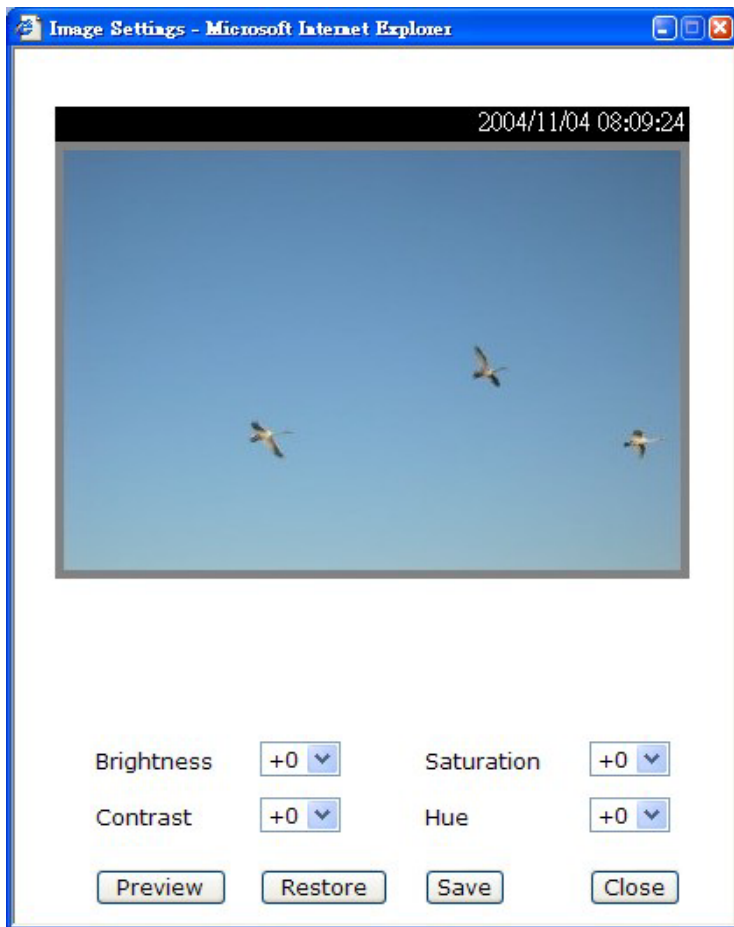 Image Settings - Microsoft Internet Explorer
2004/11/04 08:09:24
Brightness +0 Saturation +0
Contrast +0 Hue +0
Preview Restore Save Close